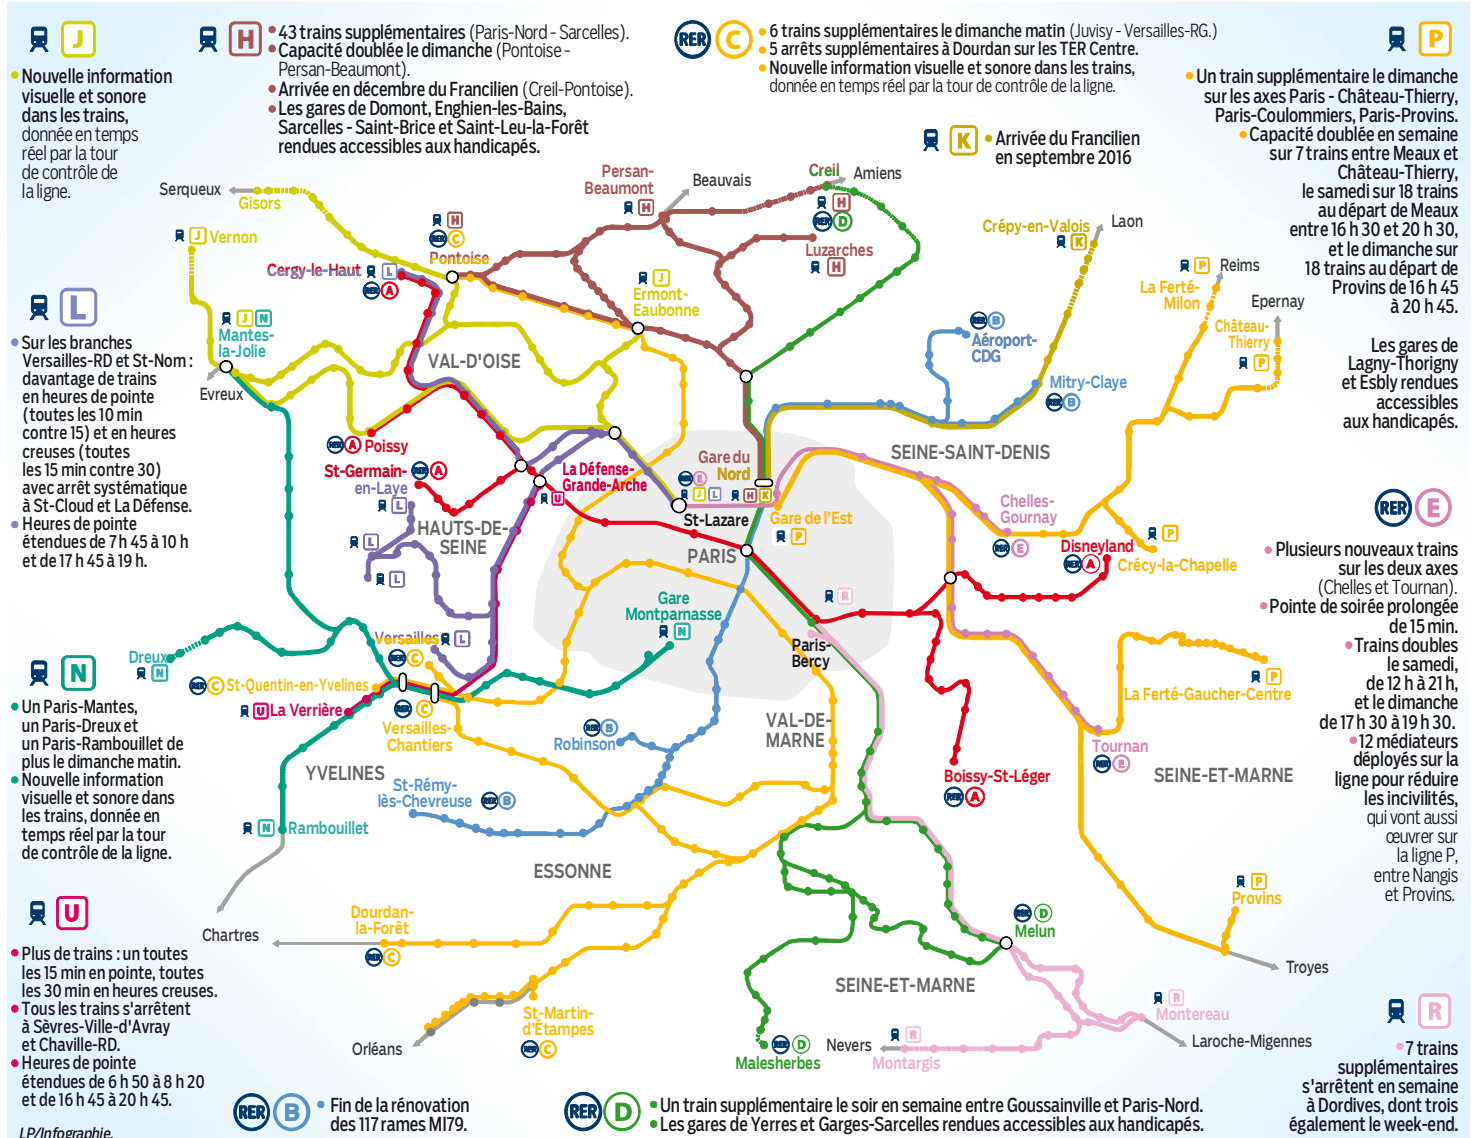 J
Nouvelle information
visuelle et sonore
dans les trains,
donnée en temps
réel par la tour
de contrôle de
la ligne.
H
43 trains supplémentaires (Paris-Nord - Sarcelles).
Capacité doublée le dimanche (Pontoise -
Persan-Beaumont).
Arrivée en décembre du Francilien (Creil-Pontoise).
Les gares de Domont, Enghien-les-Bains,
Sarcelles - Saint-Brice et Saint-Leu-la-Forêt
rendues accessibles aux handicapés.
RER C
6 trains supplémentaires le dimanche matin (Juvisy - Versailles-RG.)
5 arrêts supplémentaires à Dourdan sur les TER Centre.
Nouvelle information visuelle et sonore dans les trains,
donnée en temps réel par la tour de contrôle de la ligne.
K
Arrivée du Francilien
en septembre 2016
P
Un train supplémentaire le dimanche
sur les axes Paris - Château-Thierry,
Paris-Coulommiers, Paris-Provins.
Capacité doublée en semaine
sur 7 trains entre Meaux et
Château-Thierry,
le samedi sur 18 trains
au départ de Meaux
entre 16 h 30 et 20 h 30,
et le dimanche sur
18 trains au départ de
Provins de 16 h 45
à 20 h 45.
Les gares de
Lagny-Thorigny
et Esbly rendues
accessibles
aux handicapés.
L
Sur les branches
Versailles-RD et St-Nom :
davantage de trains
en heures de pointe
(toutes les 10 min
contre 15) et en heures
creuses (toutes
les 15 min contre 30)
avec arrêt systématique
à St-Cloud et La Défense.
Heures de pointe
étendues de 7 h 45 à 10 h
et de 17 h 45 à 19 h.
N
Un Paris-Mantes,
un Paris-Dreux et
un Paris-Rambouillet de
plus le dimanche matin.
Nouvelle information
visuelle et sonore dans
les trains, donnée en
temps réel par la tour
de contrôle de la ligne.
U
Plus de trains : un toutes
les 15 min en pointe, toutes
les 30 min en heures creuses.
Tous les trains s'arrêtent
à Sèvres-Ville-d'Avray
et Chaville-RD.
Heures de pointe
étendues de 6 h 50 à 8 h 20
et de 16 h 45 à 20 h 45.
LP/Infographie.
RER E
Plusieurs nouveaux trains
sur les deux axes
(Chelles et Tournan).
Pointe de soirée prolongée
de 15 min.
Trains doubles
le samedi,
de 12 h à 21 h,
et le dimanche
de 17 h 30 à 19 h 30.
12 médiateurs
déployés sur la
ligne pour réduire
les incivilités,
qui vont aussi
œuvrer sur
la ligne P,
entre Nangis
et Provins.
R
7 trains
supplémentaires
s'arrêtent en semaine
à Dordives, dont trois
également le week-end.
RER B
Fin de la rénovation
des 117 rames MI79.
RER D
Un train supplémentaire le soir en semaine entre Goussainville et Paris-Nord.
Les gares de Yerres et Garges-Sarcelles rendues accessibles aux handicapés.
Serqueux
Gisors
J Vernon
Cergy-le-Haut L
RER A
H
RER C
Pontoise
Persan-
Beaumont
H
Beauvais
Creil
Amiens
H
RER D
Luzarches
H
J
Ermont-
Eaubonne
Crépy-en-Valois
K
Laon
P Reims
La Ferté-
Milon
Epernay
Château-
Thierry
P
RER B
Aéroport-
CDG
Mitry-Claye
RER B
J N
Mantes-
la-Jolie
Evreux
VAL-D'OISE
RER A Poissy
St-Germain-
en-Laye
RER A
L
L
L
HAUTS-DE-
SEINE
La Défense-
Grande-Arche
U
Gare du
Nord
RER E
J L H K
St-Lazare
Gare de l'Est
P
PARIS
SEINE-SAINT-DENIS
Chelles-
Gournay
RER E
Disneyland
RER A
P
Crécy-la-Chapelle
Gare
Montparnasse
N
R
Paris-
Bercy
Versailles L
RER C
Dreux
N
RER C St-Quentin-en-Yvelines
U La Verrière
RER C
Versailles-
Chantiers
RER B
Robinson
VAL-DE-
MARNE
YVELINES
St-Rémy-
lès-Chevreuse RER B
N Rambouillet
Boissy-St-Léger
RER A
La Ferté-Gaucher-Centre
P
Tournan
RER E
SEINE-ET-MARNE
ESSONNE
Chartres
Dourdan-
la-Forêt
RER C
RER D
Melun
P
Provins
Troyes
SEINE-ET-MARNE
St-Martin-
d'Étampes
RER C
Orléans
RER D
Malesherbes
Nevers
R
Montargis
R
Montereau
Laroche-Migennes